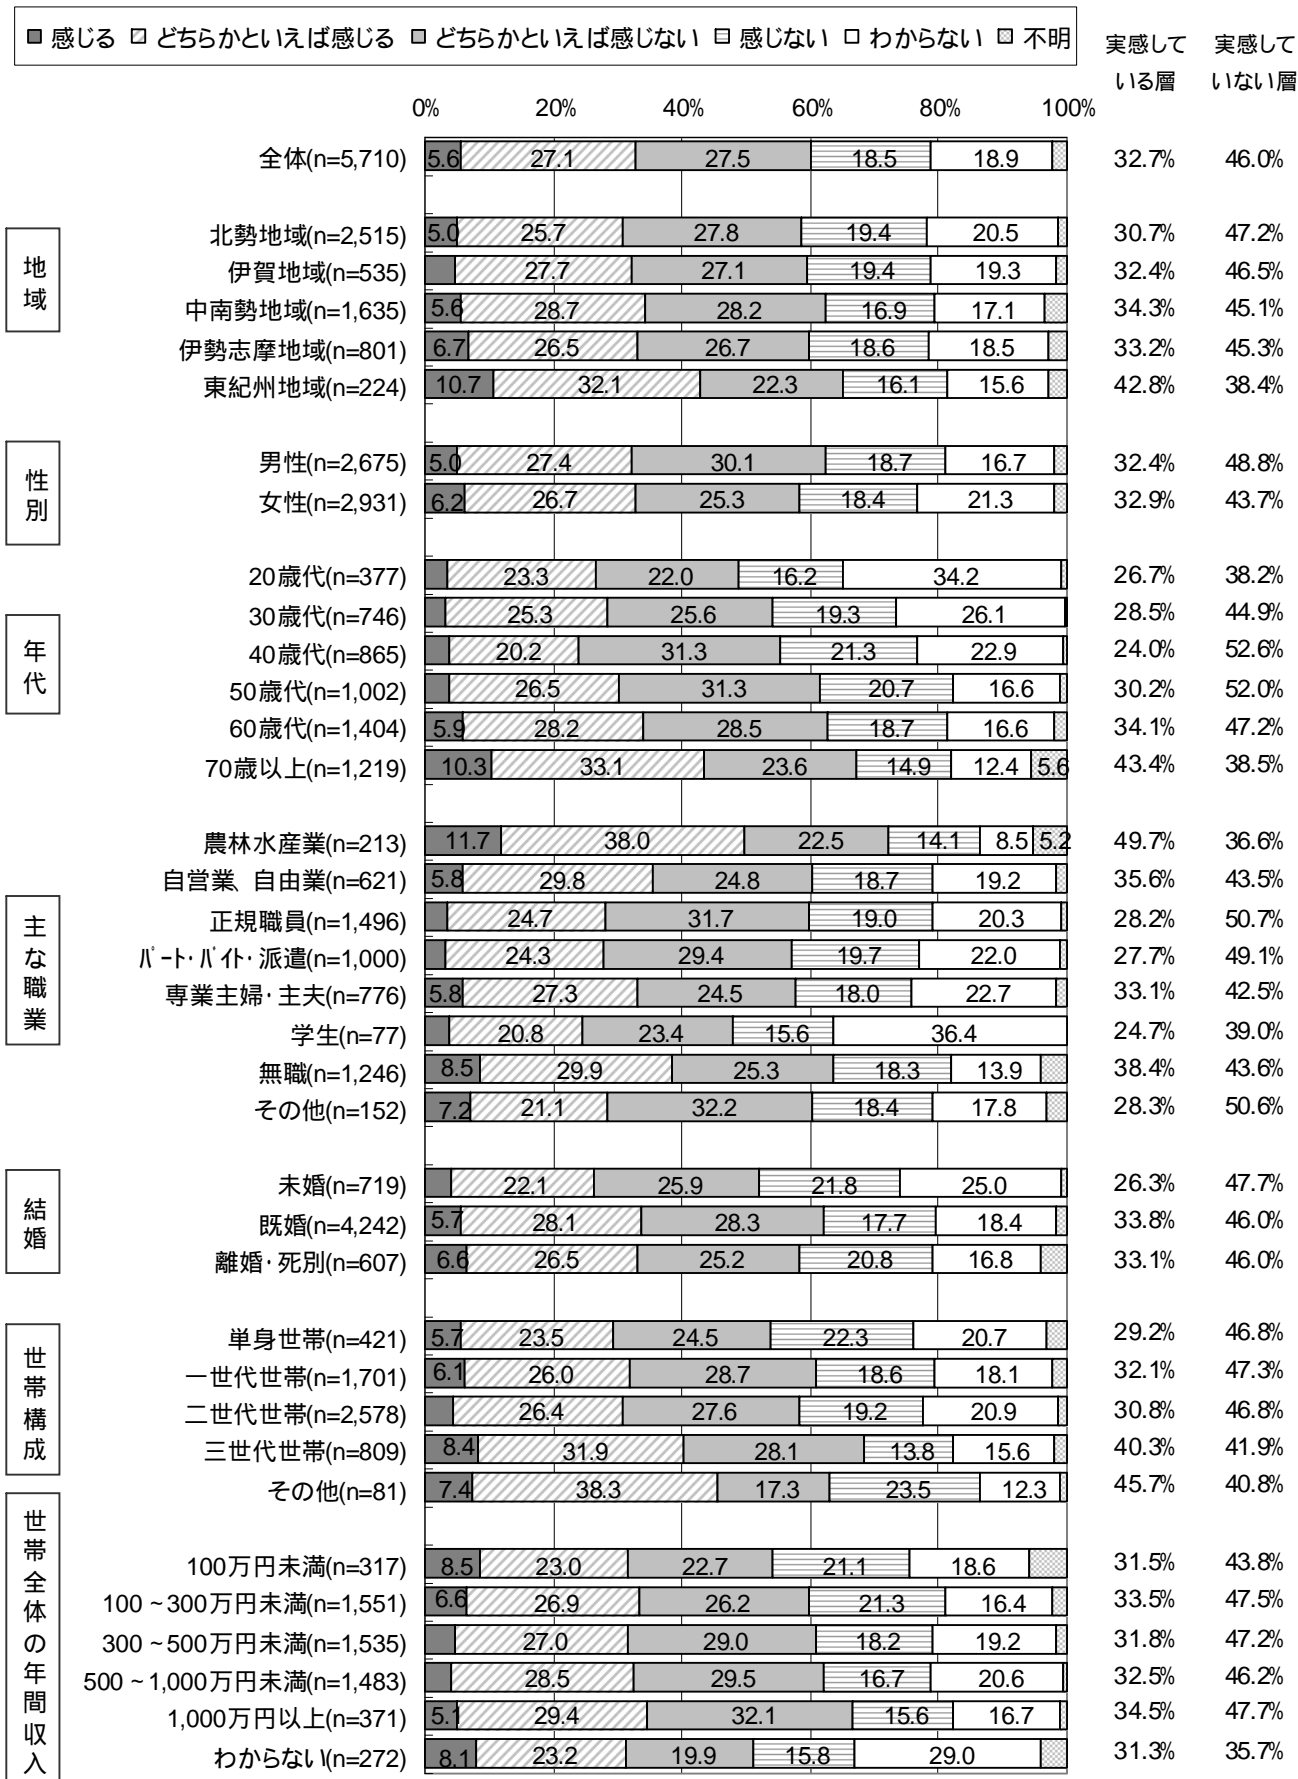 ■ 感じる ▨ どちらかといえば感じる ■ どちらかといえば感じない ▤ 感じない □ わからない ▩ 不明
実感している層 実感していない層
0% 20% 40% 60% 80% 100%
全体(n=5,710) 5.6 27.1 27.5 18.5 18.9 32.7% 46.0%
地域
北勢地域(n=2,515) 5.0 25.7 27.8 19.4 20.5 30.7% 47.2%
伊賀地域(n=535) 27.7 27.1 19.4 19.3 32.4% 46.5%
中南勢地域(n=1,635) 5.6 28.7 28.2 16.9 17.1 34.3% 45.1%
伊勢志摩地域(n=801) 6.7 26.5 26.7 18.6 18.5 33.2% 45.3%
東紀州地域(n=224) 10.7 32.1 22.3 16.1 15.6 42.8% 38.4%
性別
男性(n=2,675) 5.0 27.4 30.1 18.7 16.7 32.4% 48.8%
女性(n=2,931) 6.2 26.7 25.3 18.4 21.3 32.9% 43.7%
年代
20歳代(n=377) 23.3 22.0 16.2 34.2 26.7% 38.2%
30歳代(n=746) 25.3 25.6 19.3 26.1 28.5% 44.9%
40歳代(n=865) 20.2 31.3 21.3 22.9 24.0% 52.6%
50歳代(n=1,002) 26.5 31.3 20.7 16.6 30.2% 52.0%
60歳代(n=1,404) 5.9 28.2 28.5 18.7 16.6 34.1% 47.2%
70歳以上(n=1,219) 10.3 33.1 23.6 14.9 12.4 5.6 43.4% 38.5%
主な職業
農林水産業(n=213) 11.7 38.0 22.5 14.1 8.5 5.2 49.7% 36.6%
自営業、自由業(n=621) 5.8 29.8 24.8 18.7 19.2 35.6% 43.5%
正規職員(n=1,496) 24.7 31.7 19.0 20.3 28.2% 50.7%
ﾊﾟｰﾄ･ﾊﾞｲﾄ･派遣(n=1,000) 24.3 29.4 19.7 22.0 27.7% 49.1%
専業主婦･主夫(n=776) 5.8 27.3 24.5 18.0 22.7 33.1% 42.5%
学生(n=77) 20.8 23.4 15.6 36.4 24.7% 39.0%
無職(n=1,246) 8.5 29.9 25.3 18.3 13.9 38.4% 43.6%
その他(n=152) 7.2 21.1 32.2 18.4 17.8 28.3% 50.6%
結婚
未婚(n=719) 22.1 25.9 21.8 25.0 26.3% 47.7%
既婚(n=4,242) 5.7 28.1 28.3 17.7 18.4 33.8% 46.0%
離婚･死別(n=607) 6.6 26.5 25.2 20.8 16.8 33.1% 46.0%
世帯構成
単身世帯(n=421) 5.7 23.5 24.5 22.3 20.7 29.2% 46.8%
一世代世帯(n=1,701) 6.1 26.0 28.7 18.6 18.1 32.1% 47.3%
二世代世帯(n=2,578) 26.4 27.6 19.2 20.9 30.8% 46.8%
三世代世帯(n=809) 8.4 31.9 28.1 13.8 15.6 40.3% 41.9%
その他(n=81) 7.4 38.3 17.3 23.5 12.3 45.7% 40.8%
世帯全体の年間収入
100万円未満(n=317) 8.5 23.0 22.7 21.1 18.6 31.5% 43.8%
100~300万円未満(n=1,551) 6.6 26.9 26.2 21.3 16.4 33.5% 47.5%
300~500万円未満(n=1,535) 27.0 29.0 18.2 19.2 31.8% 47.2%
500~1,000万円未満(n=1,483) 28.5 29.5 16.7 20.6 32.5% 46.2%
1,000万円以上(n=371) 5.1 29.4 32.1 15.6 16.7 34.5% 47.7%
わからない(n=272) 8.1 23.2 19.9 15.8 29.0 31.3% 35.7%